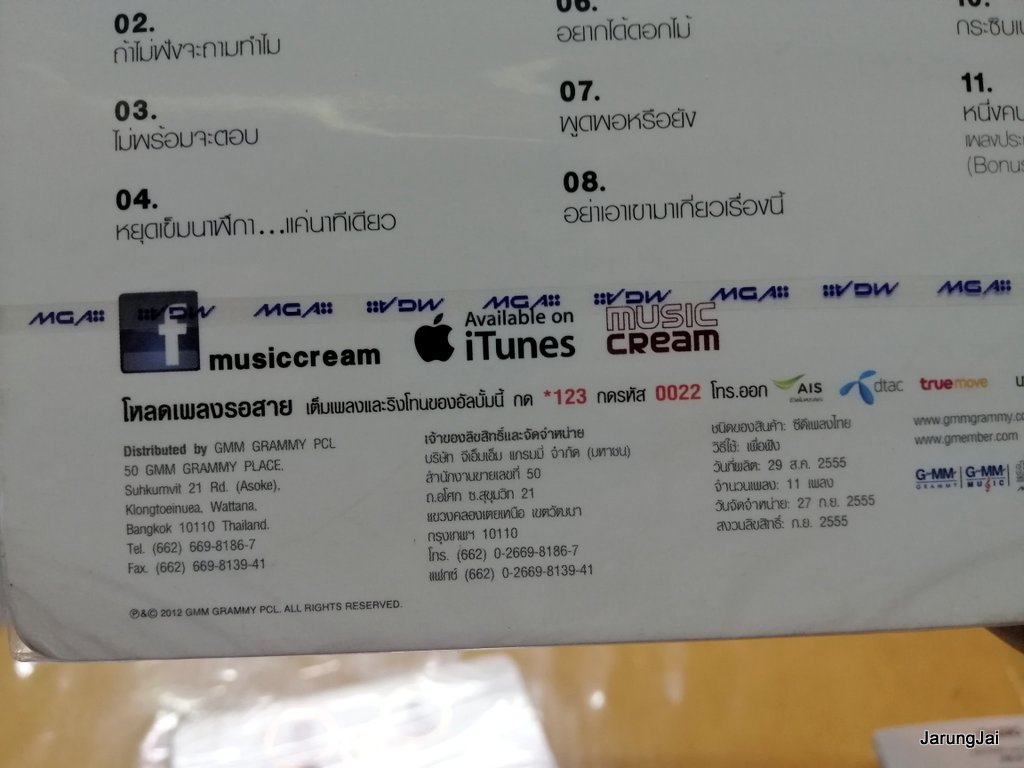 02.
ถ้าไม่ฟังจะถามทำไม
03.
ไม่พร้อมจะตอบ
04.
หยุดเข็มนาฬิกา...แค่นาทีเดียว
06.
อยากได้ดอกไม้
07.
พูดพอหรือยัง
08.
อย่าเอาเขามาเกี่ยวเรื่องนี้
10.
กระซิบ
11.
(Bonus
MGA MGA MGA MGA MGA MGA MGA MGA MGA
f musiccream
Available on
iTunes
MUSIC
CREAM
โหลดเพลงรอสาย เต็มเพลงและริงโทนของอัลบั้มนี้ กด *123 กดรหัส 0022 โทร.ออก AIS dtac truemove
Distributed by GMM GRAMMY PCL
50 GMM GRAMMY PLACE,
Suhkumvit 21 Rd. (Asoke),
Klongtoeinuea, Wattana,
Bangkok 10110 Thailand.
Tel. (662) 669-8186-7
Fax. (662) 669-8139-41
เจ้าของลิขสิทธิ์และจัดจำหน่าย
บริษัท จีเอ็มเอ็ม แกรมมี่ จำกัด (มหาชน)
สำนักงานขายเลขที่ 50
ถ.อโศก ซ.สุขุมวิท 21
แขวงคลองเตยเหนือ เขตวัฒนา
กรุงเทพฯ 10110
โทร. (662) 0-2669-8186-7
แฟกซ์ (662) 0-2669-8139-41
ชนิดของสินค้า: ซีดีเพลงไทย
วิธีใช้: เพื่อฟัง
วันที่ผลิต: 29 ส.ค. 2555
จำนวนเพลง: 11 เพลง
วันจัดจำหน่าย: 27 ก.ย. 2555
สงวนลิขสิทธิ์: ก.ย. 2555
www.gmmgrammy.co
www.gmember.com
GMM GRAMMY GMM MUSIC
℗&© 2012 GMM GRAMMY PCL. ALL RIGHTS RESERVED.
JarungJai